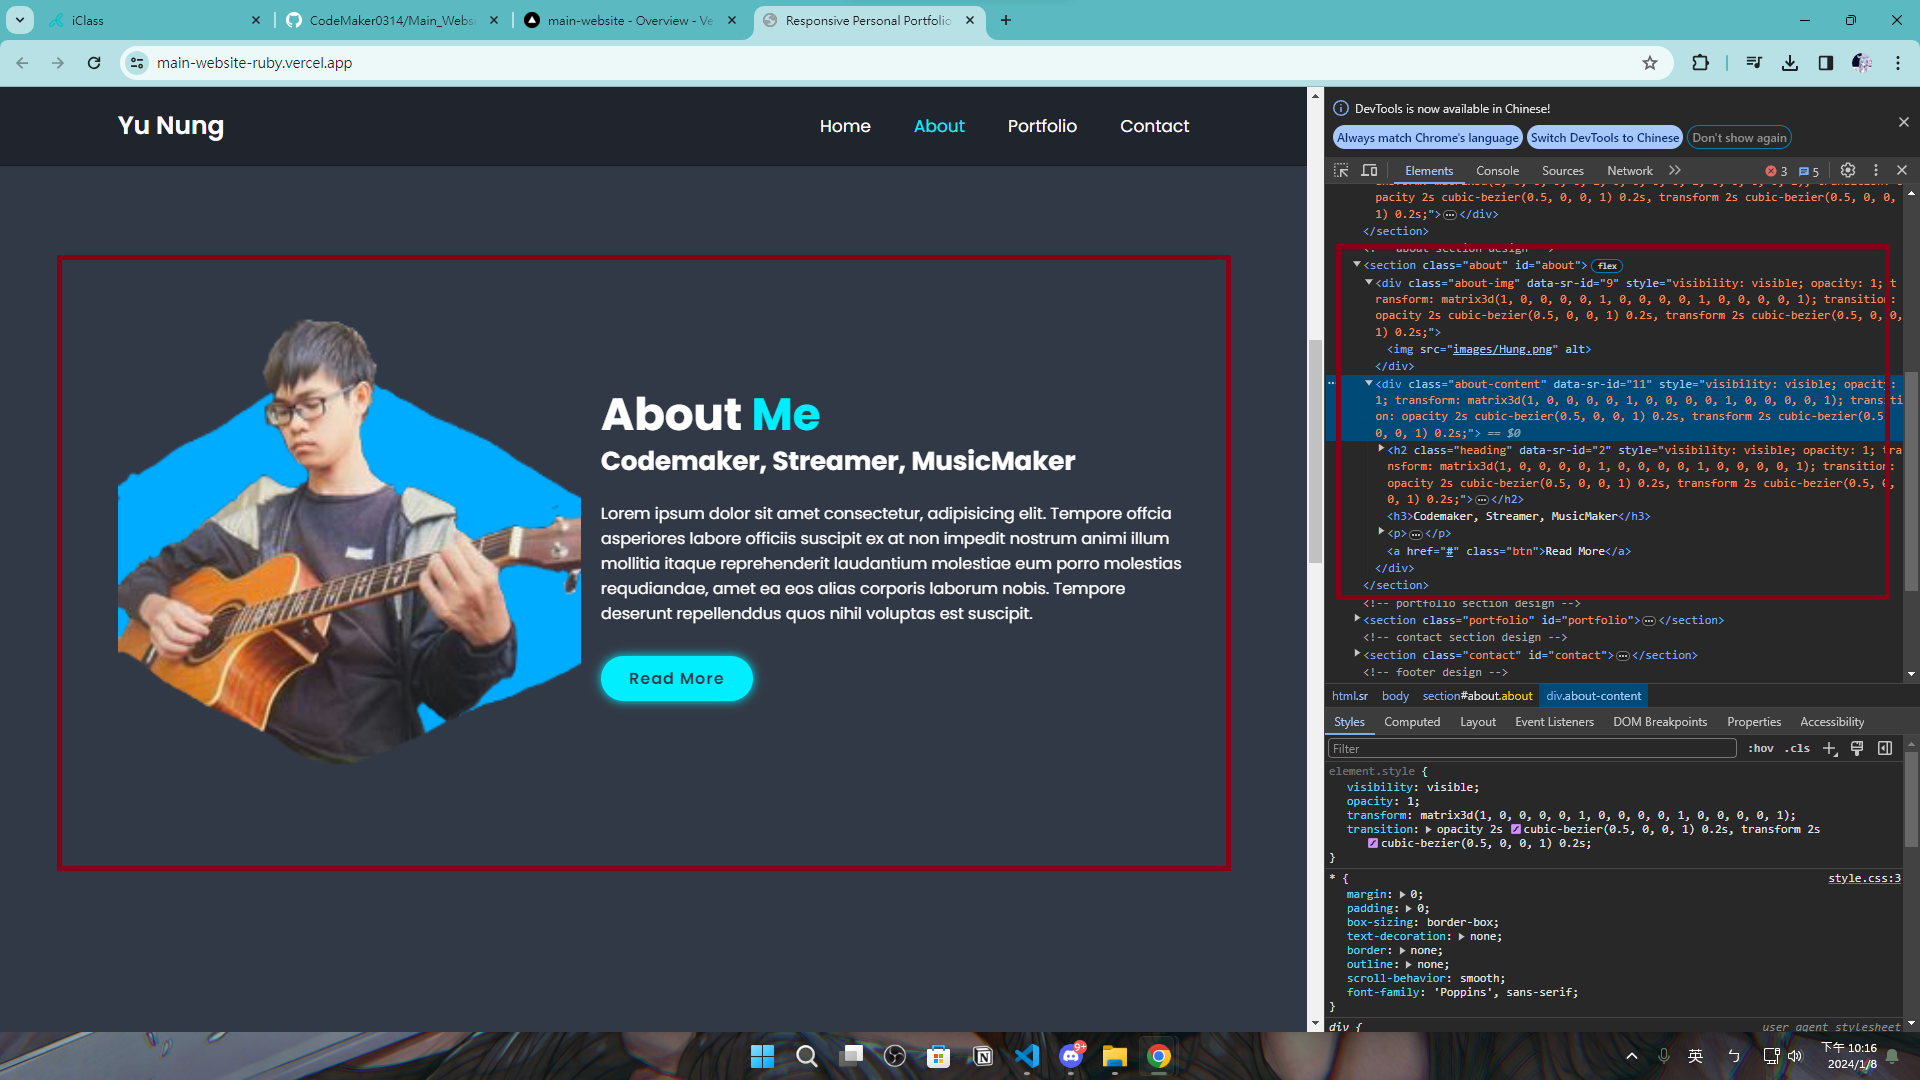 iClass
CodeMaker0314/Main_Websi
main-website - Overview - Ve
Responsive Personal Portfolio
main-website-ruby.vercel.app
Yu Nung
Home
About
Portfolio
Contact
About Me
Codemaker, Streamer, MusicMaker
Lorem ipsum dolor sit amet consectetur, adipisicing elit. Tempore offcia
asperiores labore officiis suscipit ex at non impedit nostrum animi illum
mollitia itaque reprehenderit laudantium molestiae eum porro molestias
requdiandae, amet ea eos alias corporis laborum nobis. Tempore
deserunt repellenddus quos nihil voluptas est suscipit.
Read More
DevTools is now available in Chinese!
Always match Chrome's language
Switch DevTools to Chinese
Don't show again
Elements
Console
Sources
Network
3
5
pacity 2s cubic-bezier(0.5, 0, 0, 1) 0.2s, transform 2s cubic-bezier(0.5, 0, 0,
1) 0.2s;">…</div>
</section>
<section class="about" id="about"> flex
<div class="about-img" data-sr-id="9" style="visibility: visible; opacity: 1; t
ransform: matrix3d(1, 0, 0, 0, 0, 1, 0, 0, 0, 0, 1, 0, 0, 0, 0, 1); transition:
opacity 2s cubic-bezier(0.5, 0, 0, 1) 0.2s, transform 2s cubic-bezier(0.5, 0, 0,
1) 0.2s;">
<img src="images/Hung.png" alt>
</div>
<div class="about-content" data-sr-id="11" style="visibility: visible; opacity:
1; transform: matrix3d(1, 0, 0, 0, 0, 1, 0, 0, 0, 0, 1, 0, 0, 0, 0, 1); transiti
on: opacity 2s cubic-bezier(0.5, 0, 0, 1) 0.2s, transform 2s cubic-bezier(0.5,
0, 0, 1) 0.2s;"> == $0
<h2 class="heading" data-sr-id="2" style="visibility: visible; opacity: 1; tra
nsform: matrix3d(1, 0, 0, 0, 0, 1, 0, 0, 0, 0, 1, 0, 0, 0, 0, 1); transition:
opacity 2s cubic-bezier(0.5, 0, 0, 1) 0.2s, transform 2s cubic-bezier(0.5, 0,
0, 1) 0.2s;">…</h2>
<h3>Codemaker, Streamer, MusicMaker</h3>
<p>…</p>
<a href="#" class="btn">Read More</a>
</div>
</section>
<!-- portfolio section design -->
<section class="portfolio" id="portfolio">…</section>
<!-- contact section design -->
<section class="contact" id="contact">…</section>
<!-- footer design -->
html.sr body section#about.about div.about-content
Styles
Computed
Layout
Event Listeners
DOM Breakpoints
Properties
Accessibility
Filter
:hov .cls
element.style {
visibility: visible;
opacity: 1;
transform: matrix3d(1, 0, 0, 0, 0, 1, 0, 0, 0, 0, 1, 0, 0, 0, 0, 1);
transition: opacity 2s cubic-bezier(0.5, 0, 0, 1) 0.2s, transform 2s
cubic-bezier(0.5, 0, 0, 1) 0.2s;
}
* {
style.css:3
margin: 0;
padding: 0;
box-sizing: border-box;
text-decoration: none;
border: none;
outline: none;
scroll-behavior: smooth;
font-family: 'Poppins', sans-serif;
}
div {
user agent stylesheet
9+
英
ㄅ
下午 10:16
2024/1/8